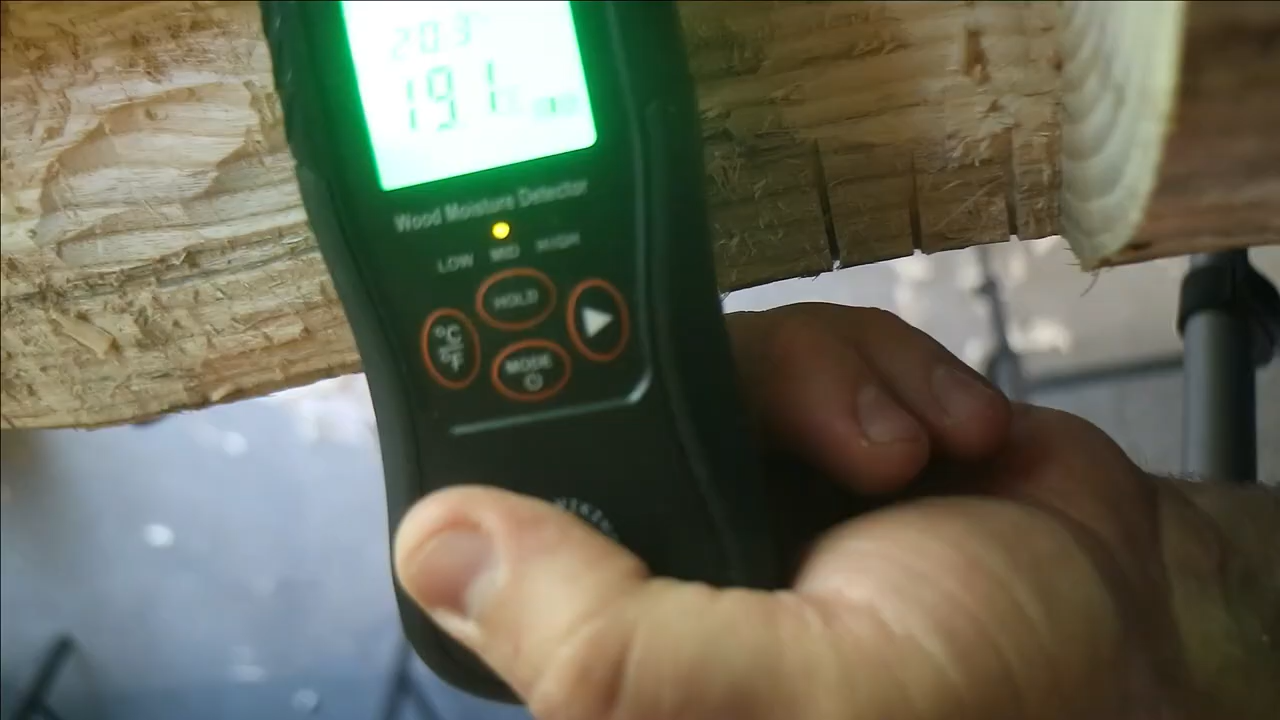 20.3
19.1
Wood Moisture Detector
LOW MID HIGH
HOLD
°C
°F
MODE